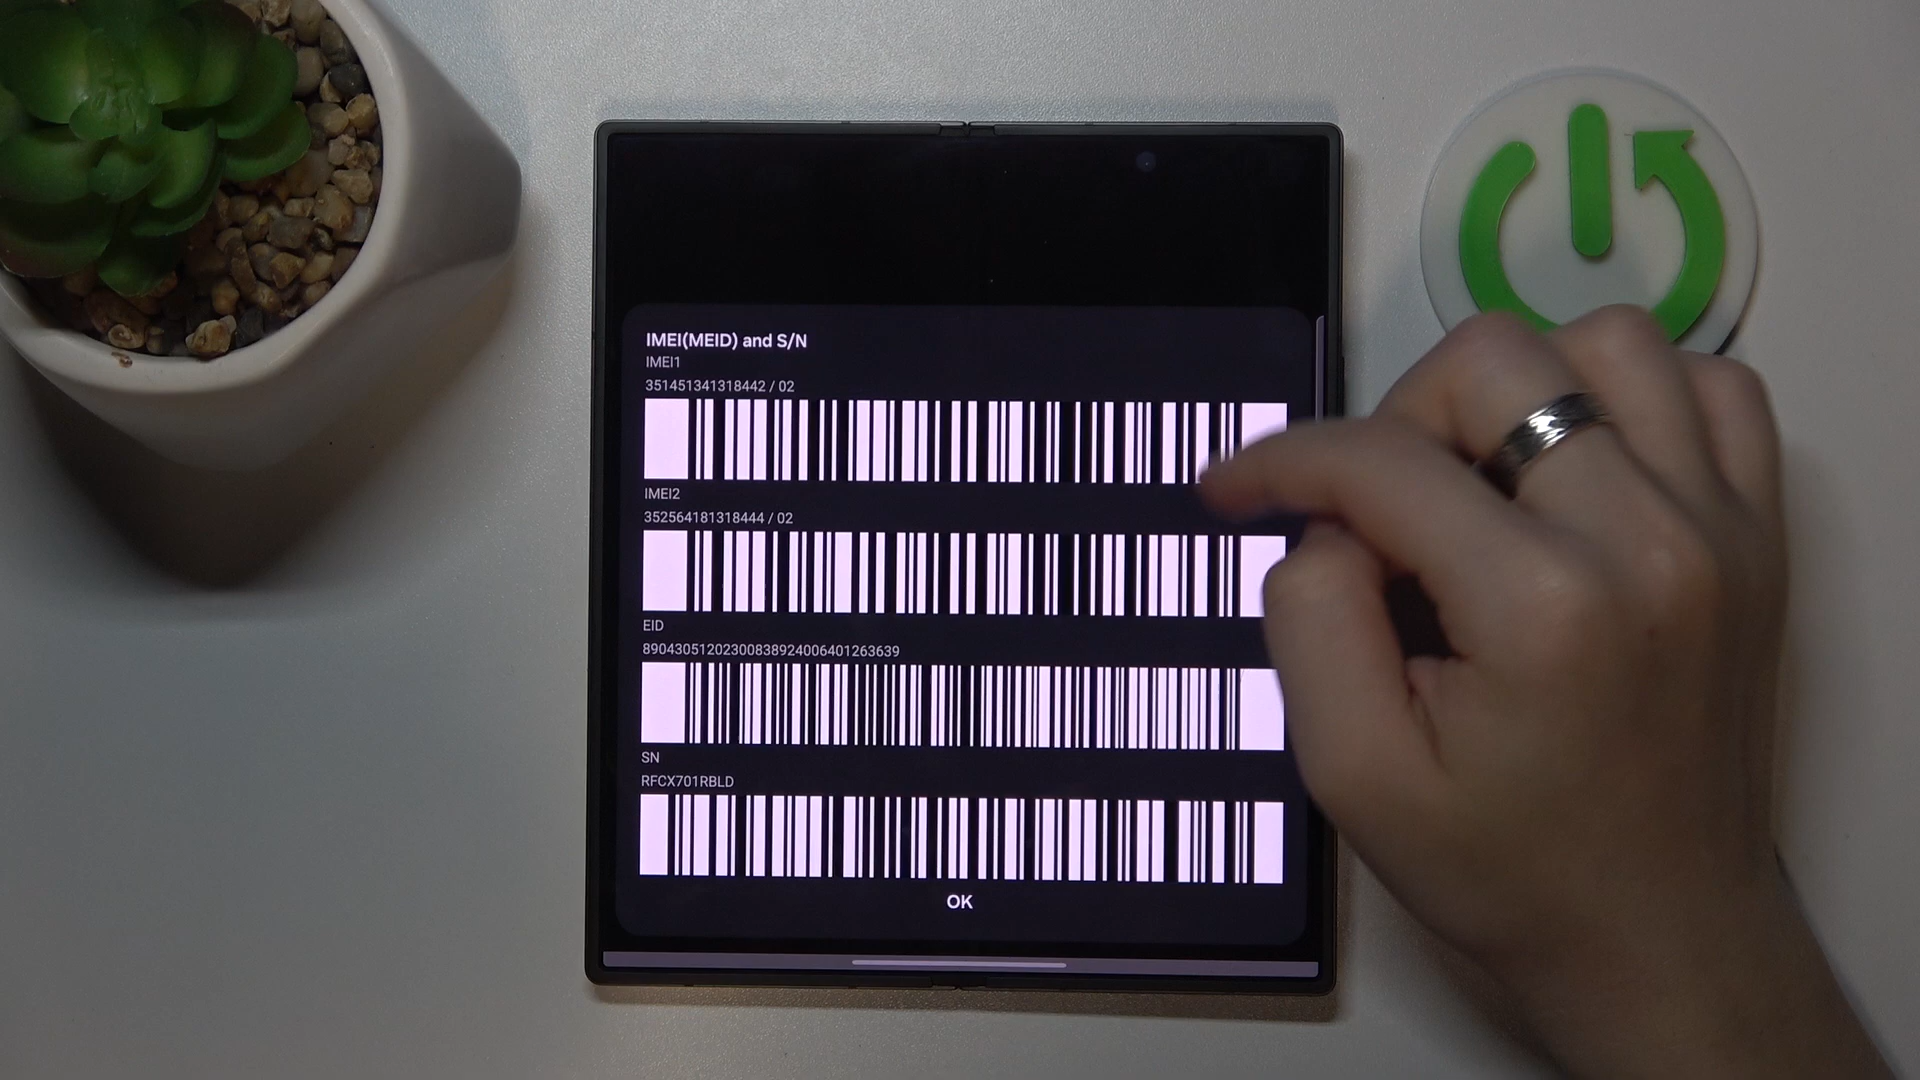 IMEI(MEID) and S/N
IMEI1
351451341318442 / 02
IMEI2
352564181318444 / 02
EID
89043051202300838924006401263639
SN
RFCX701RBLD
OK